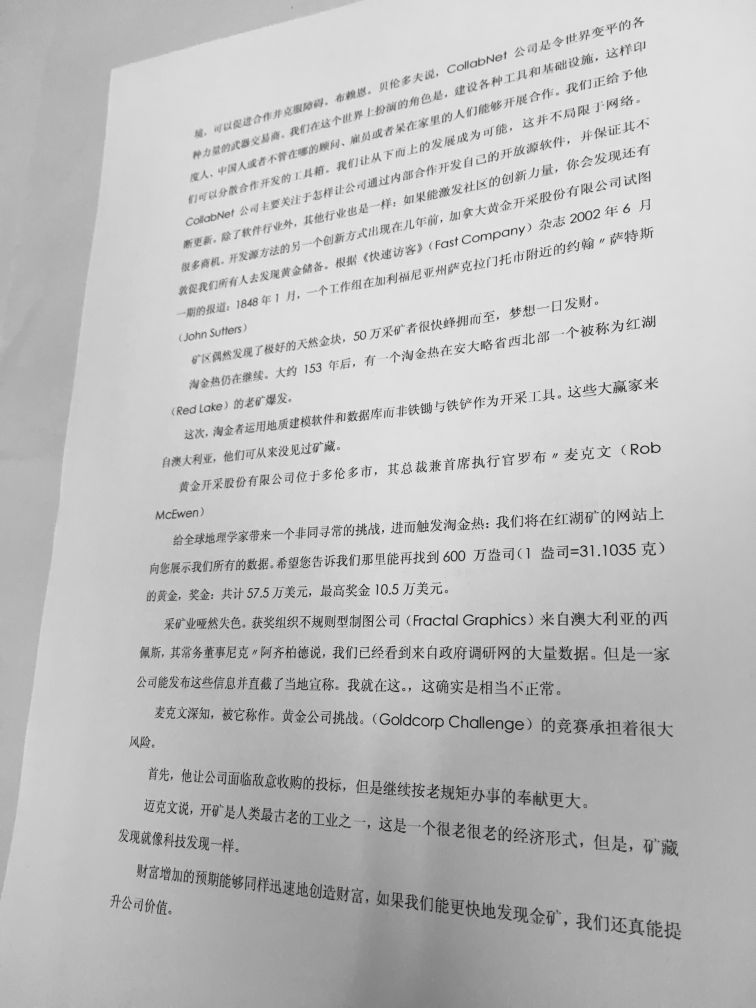 境，可以促进合作并克服障碍。布赖恩。贝伦多夫说，CollabNet 公司是令世界变平的各
种力量的武器交易商。我们在这个世界上扮演的角色是，建设各种工具和基础设施，这样印
度人、中国人或者不管在哪的顾问、雇员或者呆在家里的人们能够开展合作。我们正给予他
们可以分散合作开发的工具箱。我们让从下而上的发展成为可能，这并不局限于网络。
CollabNet 公司主要关注于怎样让公司通过内部合作开发自己的开放源软件，并保证其不
断更新。除了软件行业外，其他行业也是一样：如果能激发社区的创新力量，你会发现还有
很多商机。开发源方法的另一个创新方式出现在几年前，加拿大黄金开采股份有限公司试图
敦促我们所有人去发现黄金储备。根据《快速访客》（Fast Company）杂志 2002 年 6 月
一期的报道：1848 年 1 月，一个工作组在加利福尼亚州萨克拉门托市附近的约翰〃萨特斯
（John Sutters）
矿区偶然发现了极好的天然金块，50 万采矿者很快蜂拥而至，梦想一日发财。
淘金热仍在继续。大约 153 年后，有一个淘金热在安大略省西北部一个被称为红湖
（Red Lake）的老矿爆发。
这次，淘金者运用地质建模软件和数据库而非铁锄与铁铲作为开采工具。这些大赢家来
自澳大利亚，他们可从来没见过矿藏。
黄金开采股份有限公司位于多伦多市，其总裁兼首席执行官罗布〃麦克文（Rob
McEwen）
给全球地理学家带来一个非同寻常的挑战，进而触发淘金热：我们将在红湖矿的网站上
向您展示我们所有的数据。希望您告诉我们那里能再找到 600 万盎司（1 盎司=31.1035 克）
的黄金，奖金：共计 57.5 万美元，最高奖金 10.5 万美元。
采矿业哑然失色。获奖组织不规则型制图公司（Fractal Graphics）来自澳大利亚的西
佩斯，其常务董事尼克〃阿齐柏德说，我们已经看到来自政府调研网的大量数据。但是一家
公司能发布这些信息并直截了当地宣称。我就在这。，这确实是相当不正常。
麦克文深知，被它称作。黄金公司挑战。（Goldcorp Challenge）的竞赛承担着很大
风险。
首先，他让公司面临敌意收购的投标，但是继续按老规矩办事的奉献更大。
迈克文说，开矿是人类最古老的工业之一，这是一个很老很老的经济形式，但是，矿藏
发现就像科技发现一样。
财富增加的预期能够同样迅速地创造财富，如果我们能更快地发现金矿，我们还真能提
升公司价值。